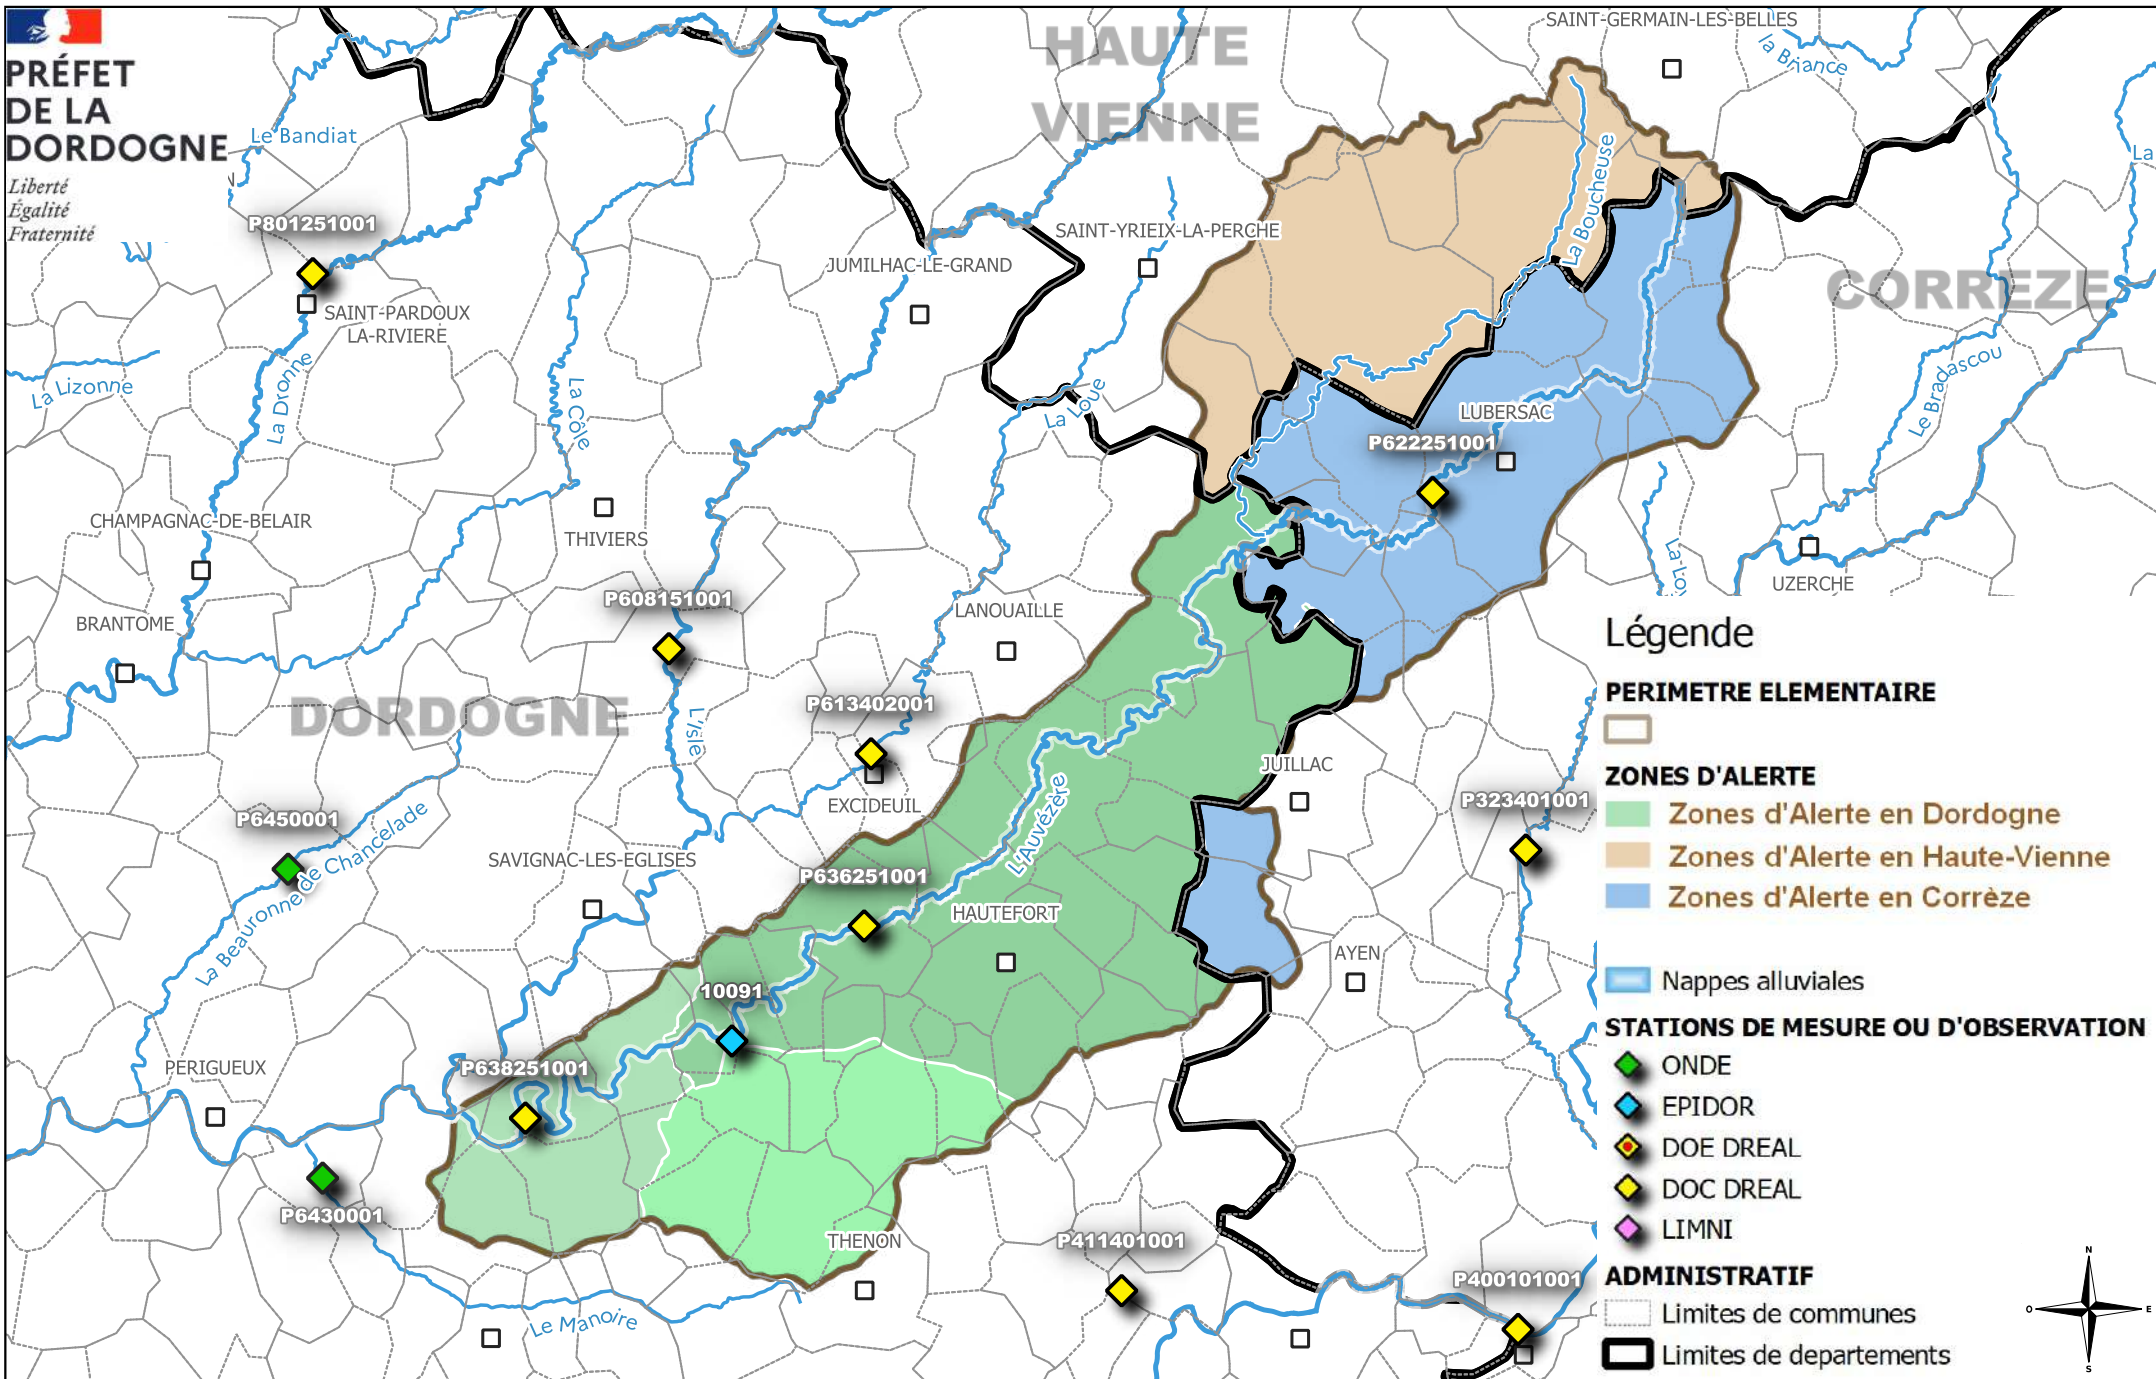 PRÉFET
DE LA
DORDOGNE
Liberté
Égalité
Fraternité
HAUTE
VIENNE
SAINT-GERMAIN-LES-BELLES
la Briance
Le Bandiat
La
P801251001
SAINT-YRIEIX-LA-PERCHE
La Boucheuse
JUMILHAC-LE-GRAND
CORREZE
SAINT-PARDOUX
LA-RIVIERE
La Lizonne
La Dronne
La Côle
La Loue
Le Bradascou
LUBERSAC
P622251001
CHAMPAGNAC-DE-BELAIR
THIVIERS
UZERCHE
P608151001
LANOUAILLE
BRANTOME
DORDOGNE
P613402001
L'Isle
JUILLAC
EXCIDEUIL
P323401001
P6450001
La Beauronne de Chancelade
SAVIGNAC-LES-EGLISES
L'Auvézère
P636251001
HAUTEFORT
AYEN
10091
PERIGUEUX
P638251001
P6430001
THENON
P411401001
P400101001
Le Manoire
Légende
PERIMETRE ELEMENTAIRE
ZONES D'ALERTE
Zones d'Alerte en Dordogne
Zones d'Alerte en Haute-Vienne
Zones d'Alerte en Corrèze
Nappes alluviales
STATIONS DE MESURE OU D'OBSERVATION
ONDE
EPIDOR
DOE DREAL
DOC DREAL
LIMNI
ADMINISTRATIF
Limites de communes
Limites de departements
N
O
E
S